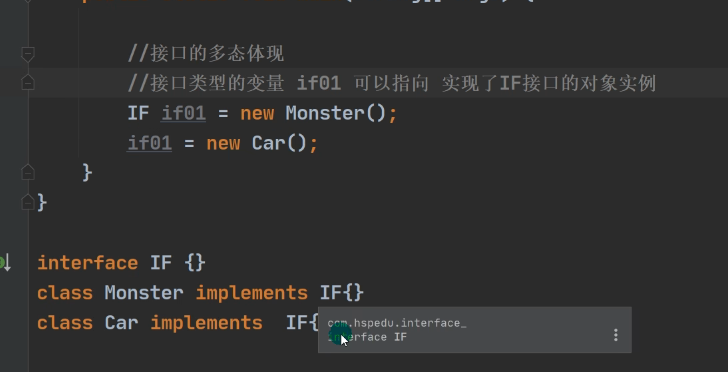 //接口的多态体现
//接口类型的变量 if01 可以指向 实现了IF接口的对象实例
IF if01 = new Monster();
if01 = new Car();
}
}
interface IF {}
class Monster implements IF{}
class Car implements  IF{
com.hspedu.interface_
interface IF